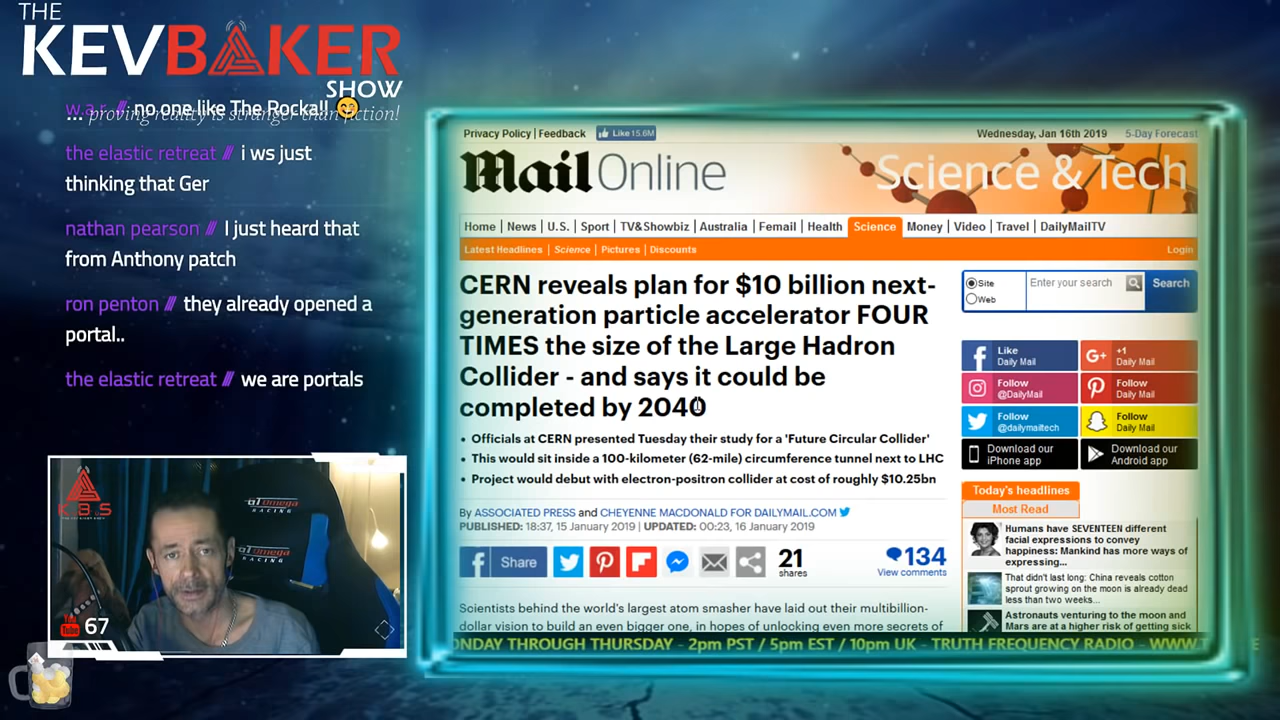 THE
KEVBAKER
SHOW
... proving reality is stranger than fiction!
w.a.r /// no one like The Rocka!!
the elastic retreat /// i ws just
thinking that Ger
nathan pearson /// I just heard that
from Anthony patch
ron penton /// they already opened a
portal..
the elastic retreat /// we are portals
KBS
GT Omega
RACING
GT Omega
RACING
You
Tube
67
Privacy Policy | Feedback
Like 15.6M
Wednesday, Jan 16th 2019
5-Day Forecast
Mail Online
Science & Tech
Home | News | U.S. | Sport | TV&Showbiz | Australia | Femail | Health | Science | Money | Video | Travel | DailyMailTV
Latest Headlines | Science | Pictures | Discounts
Login
CERN reveals plan for $10 billion next-
generation particle accelerator FOUR
TIMES the size of the Large Hadron
Collider - and says it could be
completed by 2040
• Officials at CERN presented Tuesday their study for a 'Future Circular Collider'
• This would sit inside a 100-kilometer (62-mile) circumference tunnel next to LHC
• Project would debut with electron-positron collider at cost of roughly $10.25bn
By ASSOCIATED PRESS and CHEYENNE MACDONALD FOR DAILYMAIL.COM
PUBLISHED: 18:37, 15 January 2019 | UPDATED: 00:23, 16 January 2019
Share
21
shares
134
View comments
Scientists behind the world's largest atom smasher have laid out their multibillion-
dollar vision to build an even bigger one, in hopes of unlocking even more secrets of
Site
Web
Enter your search
Search
Like
Daily Mail
+1
Daily Mail
Follow
@DailyMail
Follow
Daily Mail
Follow
@dailymailtech
Follow
Daily Mail
Download our
iPhone app
Download our
Android app
Today's headlines
Most Read
Humans have SEVENTEEN different
facial expressions to convey
happiness: Mankind has more ways of
expressing...
That didn't last long: China reveals cotton
sprout growing on the moon is already dead
less than two weeks...
Astronauts venturing to the moon and
Mars are at a higher risk of getting sick
ONDAY THROUGH THURSDAY - 2pm PST / 5pm EST / 10pm UK - TRUTH FREQUENCY RADIO - WWW.T